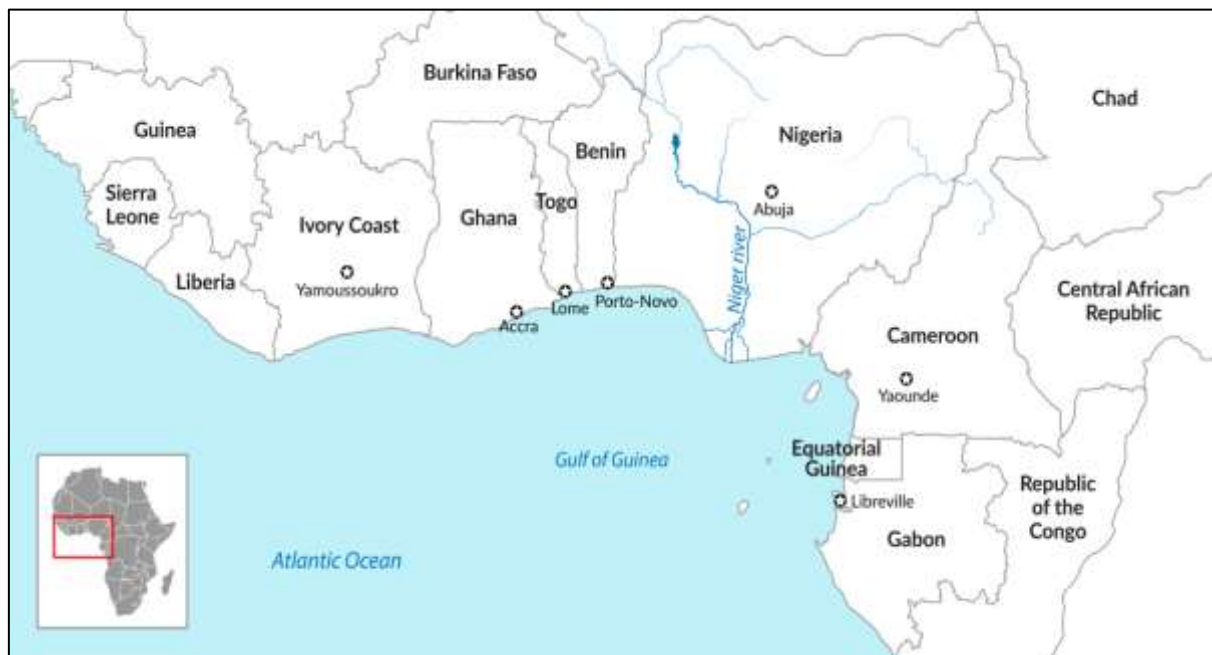 Burkina Faso
Chad
Guinea
Nigeria
Benin
Sierra
Leone
Togo
Abuja
Ghana
Ivory Coast
Niger river
Liberia
Yamoussokro
Lome
Porto-Novo
Central African
Republic
Accra
Cameroon
Yaounde
Equatorial
Guinea
Gulf of Guinea
Republic
of the
Congo
Libreville
Gabon
Atlantic Ocean